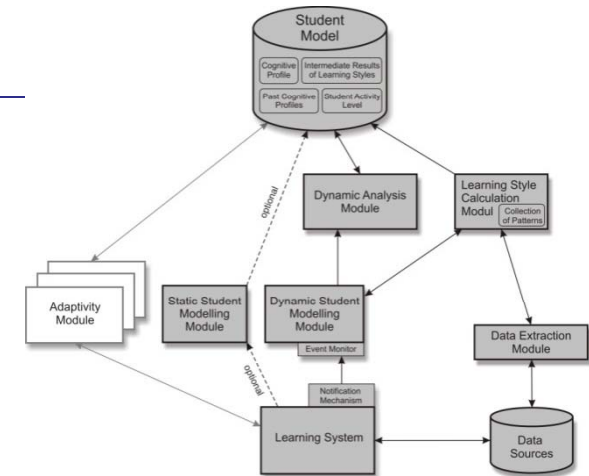 Student
Model
Cognitive
Profile
Intermediate Results
of Learning Styles
Past Cognitive
Profiles
Student Activity
Level
optional
Dynamic Analysis
Module
Learning Style
Calculation
Modul
Collection
of Patterns
Adaptivity
Module
Static Student
Modelling
Module
Dynamic Student
Modelling
Module
Event Monitor
Data Extraction
Module
optional
Notification
Mechanism
Learning System
Data
Sources